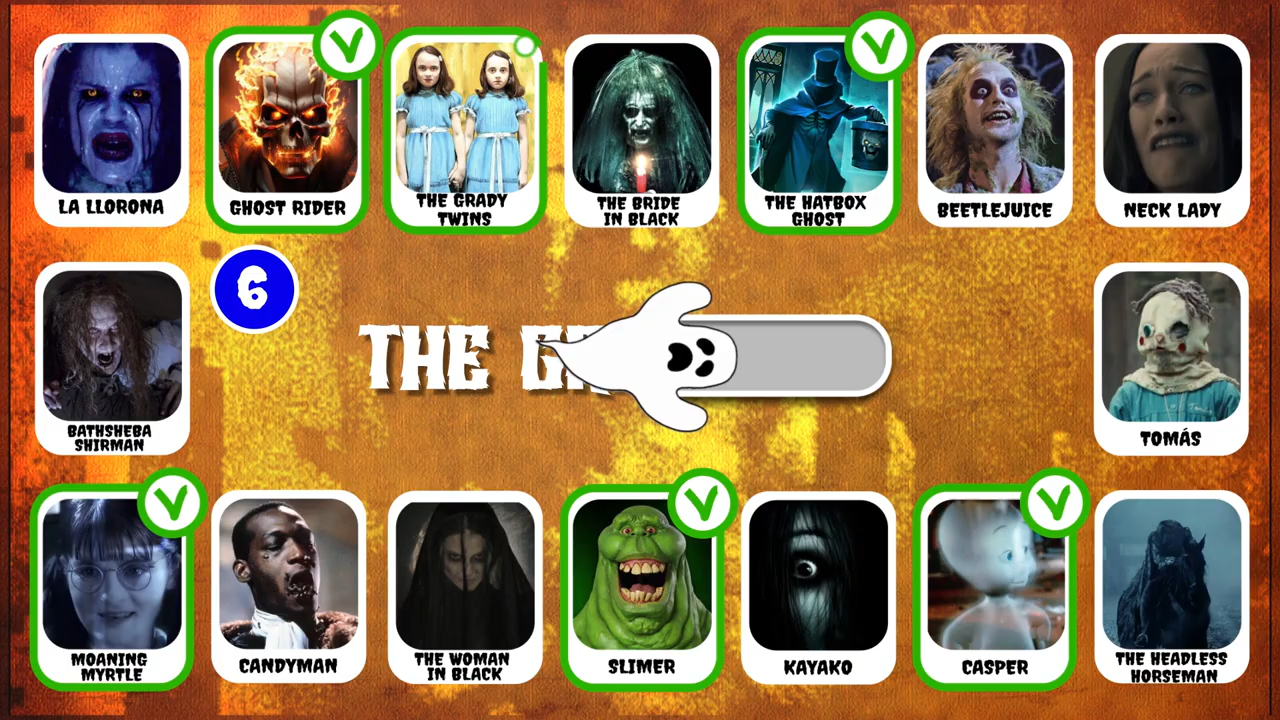 LA LLORONA
GHOST RIDER
THE GRADY
TWINS
THE BRIDE
IN BLACK
THE HATBOX
GHOST
BEETLEJUICE
NECK LADY
BATHSHEBA
SHIRMAN
6
THE GR
TOMÁS
MOANING
MYRTLE
CANDYMAN
THE WOMAN
IN BLACK
SLIMER
KAYAKO
CASPER
THE HEADLESS
HORSEMAN